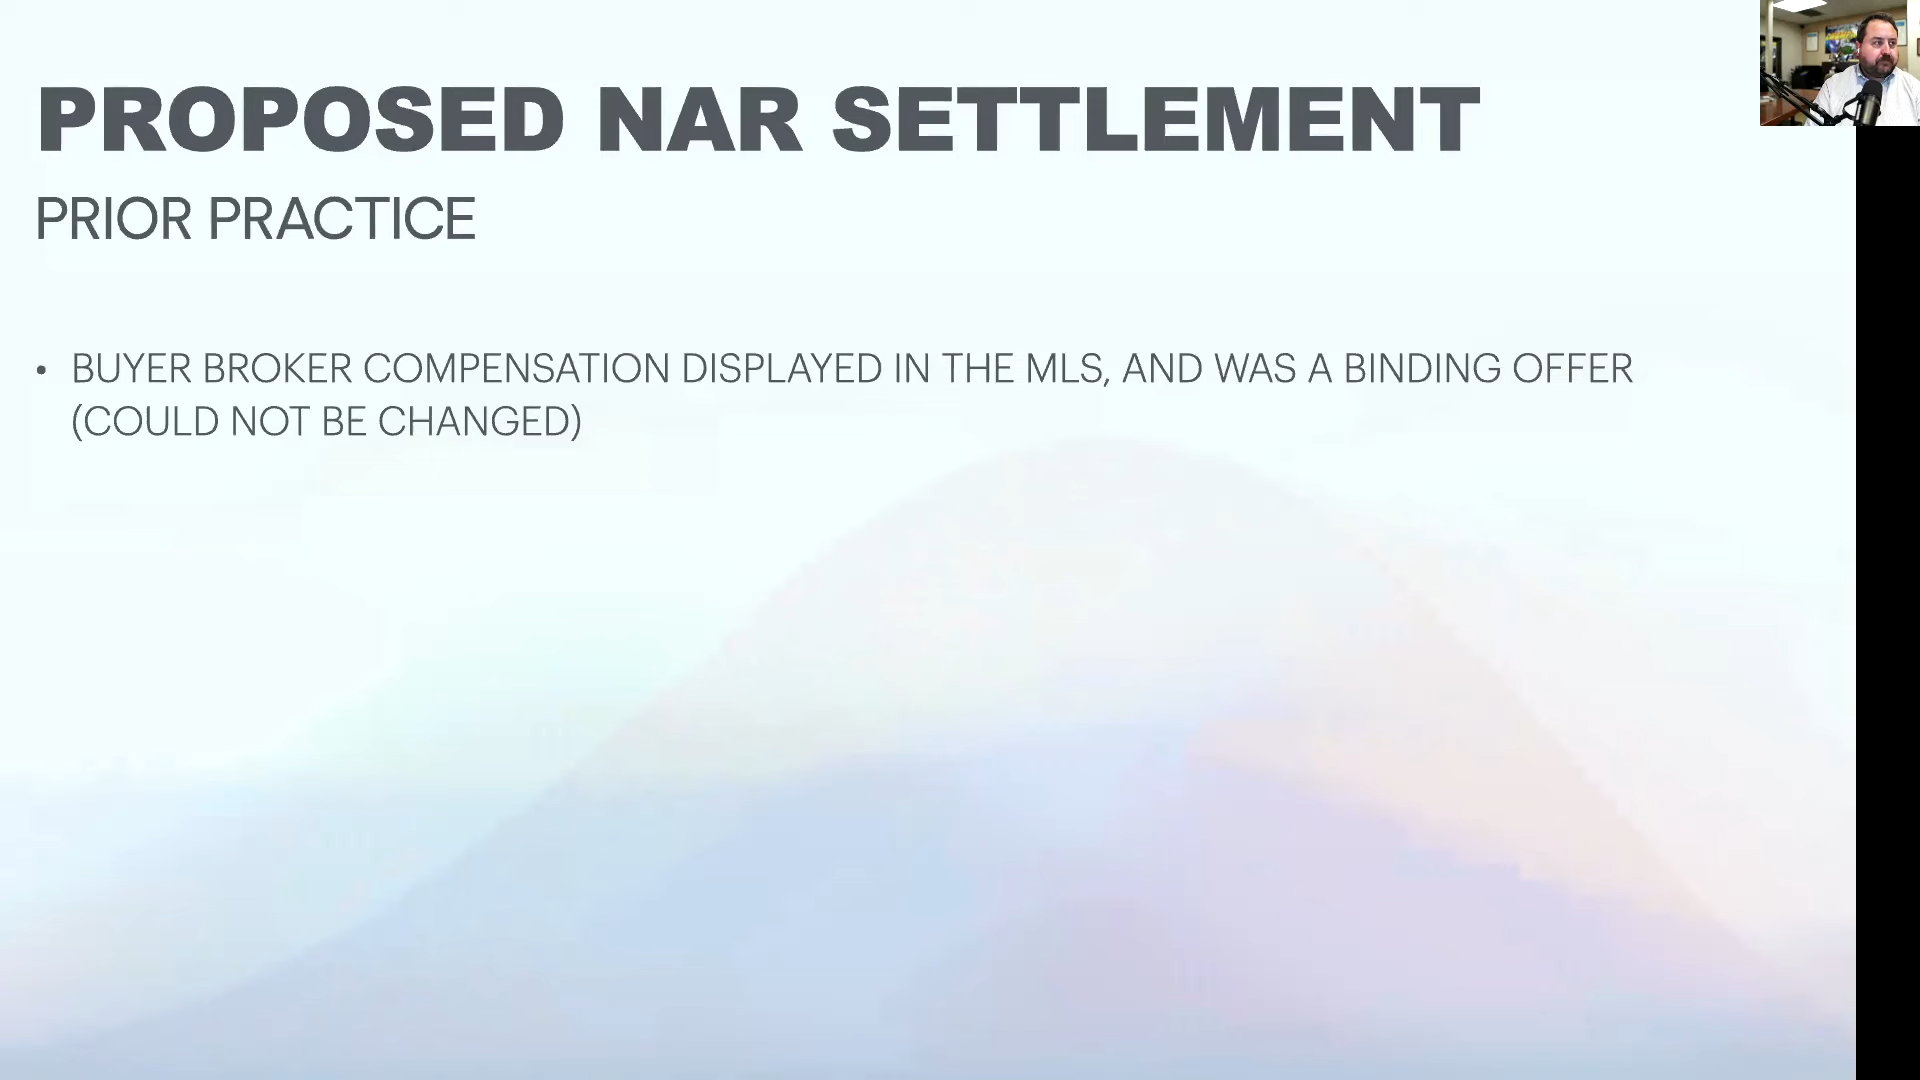 PROPOSED NAR SETTLEMENT
PRIOR PRACTICE
• BUYER BROKER COMPENSATION DISPLAYED IN THE MLS, AND WAS A BINDING OFFER
(COULD NOT BE CHANGED)